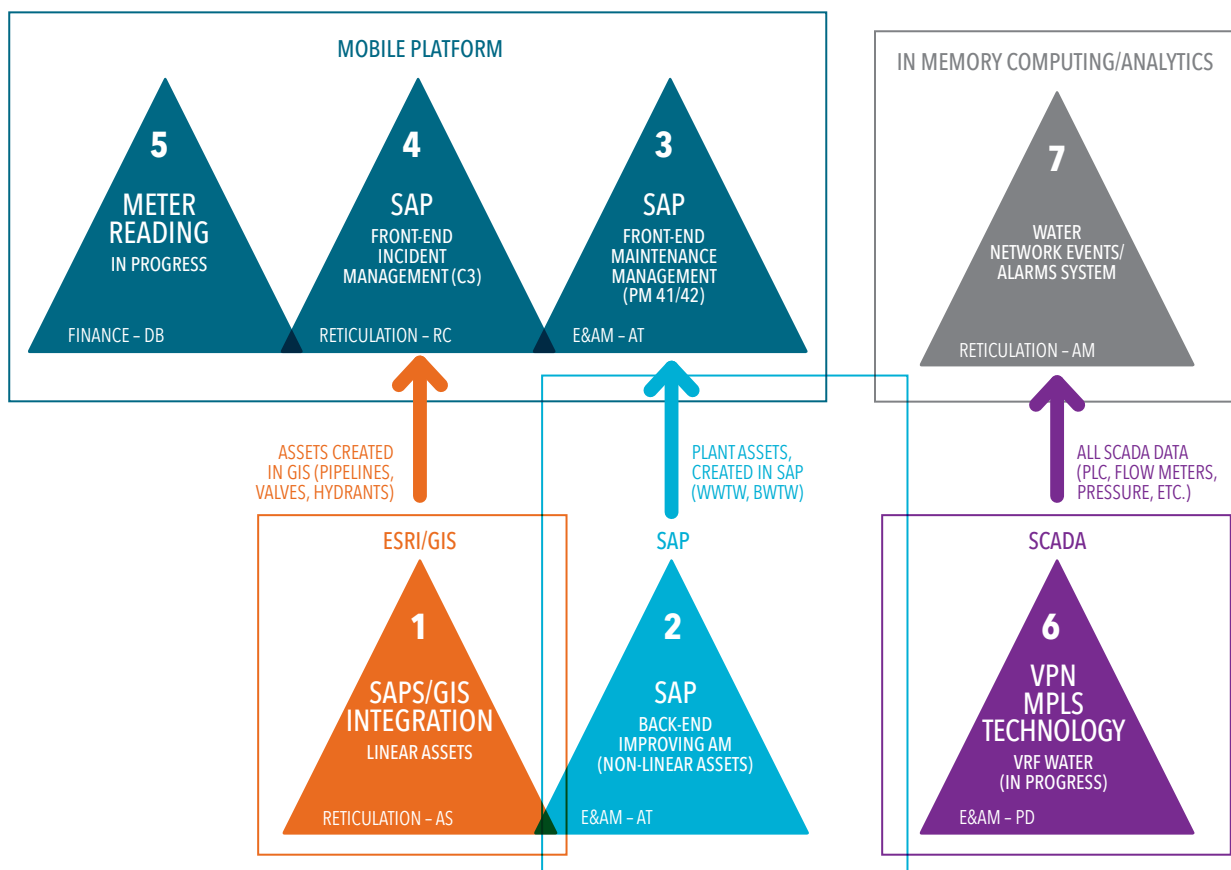 MOBILE PLATFORM
5
METER
READING
IN PROGRESS
FINANCE – DB
4
SAP
FRONT-END
INCIDENT
MANAGEMENT (C3)
RETICULATION – RC
3
SAP
FRONT-END
MAINTENANCE
MANAGEMENT
(PM 41/42)
E&AM – AT
IN MEMORY COMPUTING/ANALYTICS
7
WATER
NETWORK EVENTS/
ALARMS SYSTEM
RETICULATION – AM
ASSETS CREATED
IN GIS (PIPELINES,
VALVES, HYDRANTS)
PLANT ASSETS,
CREATED IN SAP
(WWTW, BWTW)
ALL SCADA DATA
(PLC, FLOW METERS,
PRESSURE, ETC.)
ESRI/GIS
1
SAPS/GIS
INTEGRATION
LINEAR ASSETS
RETICULATION – AS
SAP
2
SAP
BACK-END
IMPROVING AM
(NON-LINEAR ASSETS)
E&AM – AT
SCADA
6
VPN
MPLS
TECHNOLOGY
VRF WATER
(IN PROGRESS)
E&AM – PD